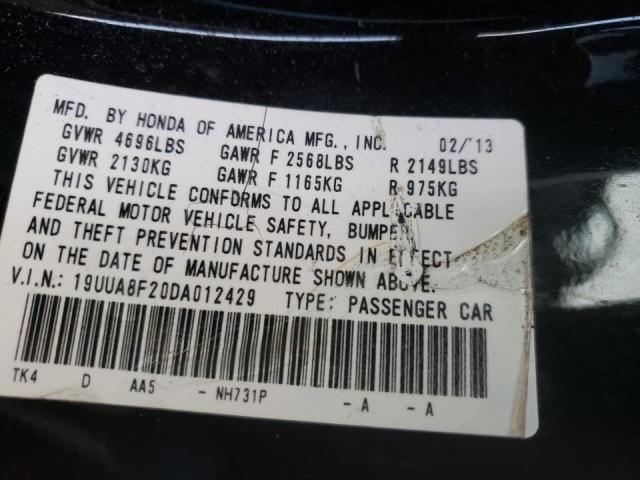 MFD. BY HONDA OF AMERICA MFG., INC. 02/'13
GVWR 4696LBS GAWR F 2568LBS R 2149LBS
GVWR 2130KG GAWR F 1165KG R 975KG
THIS VEHICLE CONFORMS TO ALL APPLICABLE
FEDERAL MOTOR VEHICLE SAFETY, BUMPER
AND THEFT PREVENTION STANDARDS IN EFFECT
ON THE DATE OF MANUFACTURE SHOWN ABOVE.
V.I.N.: 19UUA8F20DA012429 TYPE: PASSENGER CAR
TK4 D AA5 - NH731P - A - A